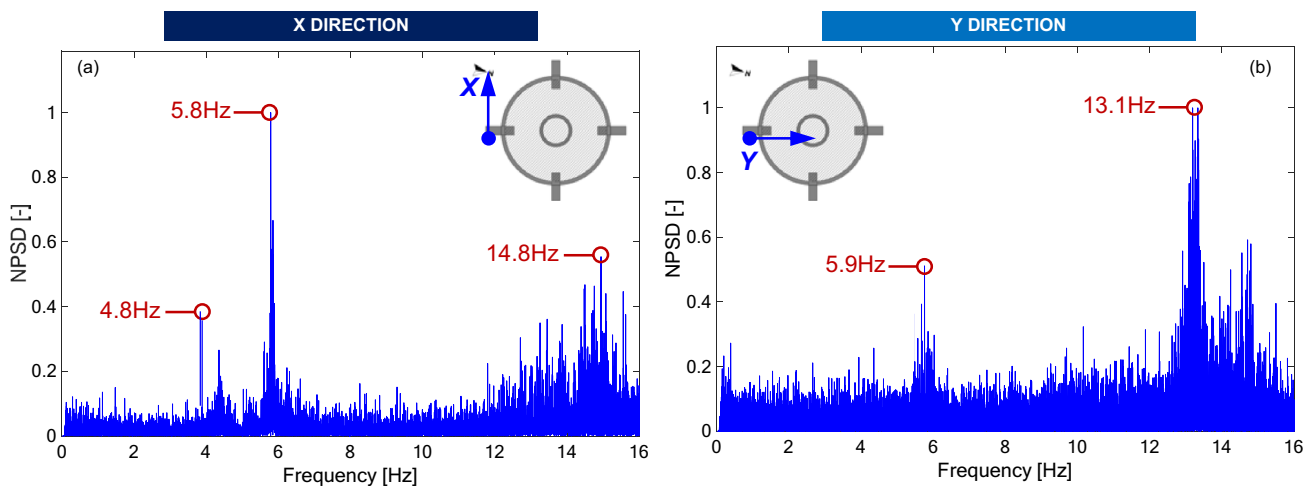 X DIRECTION
(a)
N
X
5.8Hz
14.8Hz
4.8Hz
NPSD [-]
1
0.8
0.6
0.4
0.2
0
0 2 4 6 8 10 12 14 16
Frequency [Hz]
Y DIRECTION
(b)
N
Y
13.1Hz
5.9Hz
NPSD [-]
1
0.8
0.6
0.4
0.2
0
0 2 4 6 8 10 12 14 16
Frequency [Hz]